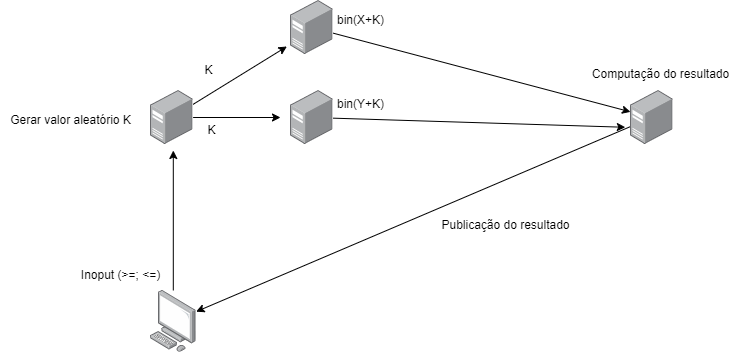 bin(X+K)
K
Computação do resultado
bin(Y+K)
Gerar valor aleatório K
K
Publicação do resultado
Inoput (>=; <=)